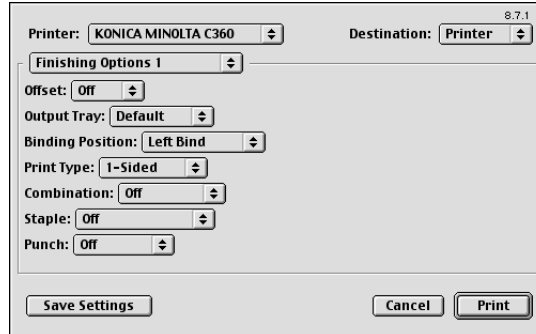 8.7.1
Printer: KONICA MINOLTA C360 Destination: Printer
Finishing Options 1
Offset: Off
Output Tray: Default
Binding Position: Left Bind
Print Type: 1-Sided
Combination: Off
Staple: Off
Punch: Off
Save Settings Cancel Print